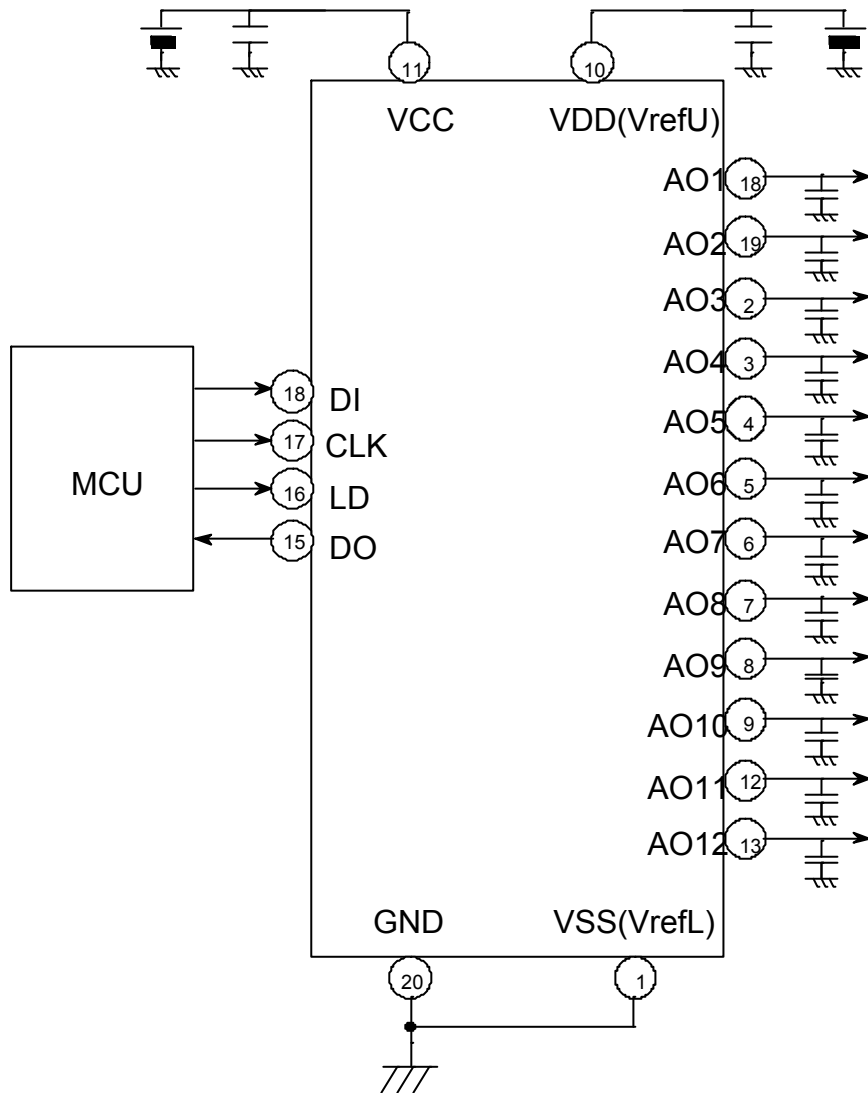 11
10
VCC
VDD(VrefU)
AO1
18
AO2
19
AO3
2
AO4
3
AO5
4
AO6
5
AO7
6
AO8
7
AO9
8
AO10
9
AO11
12
AO12
13
MCU
18
DI
17
CLK
16
LD
15
DO
GND
VSS(VrefL)
20
1